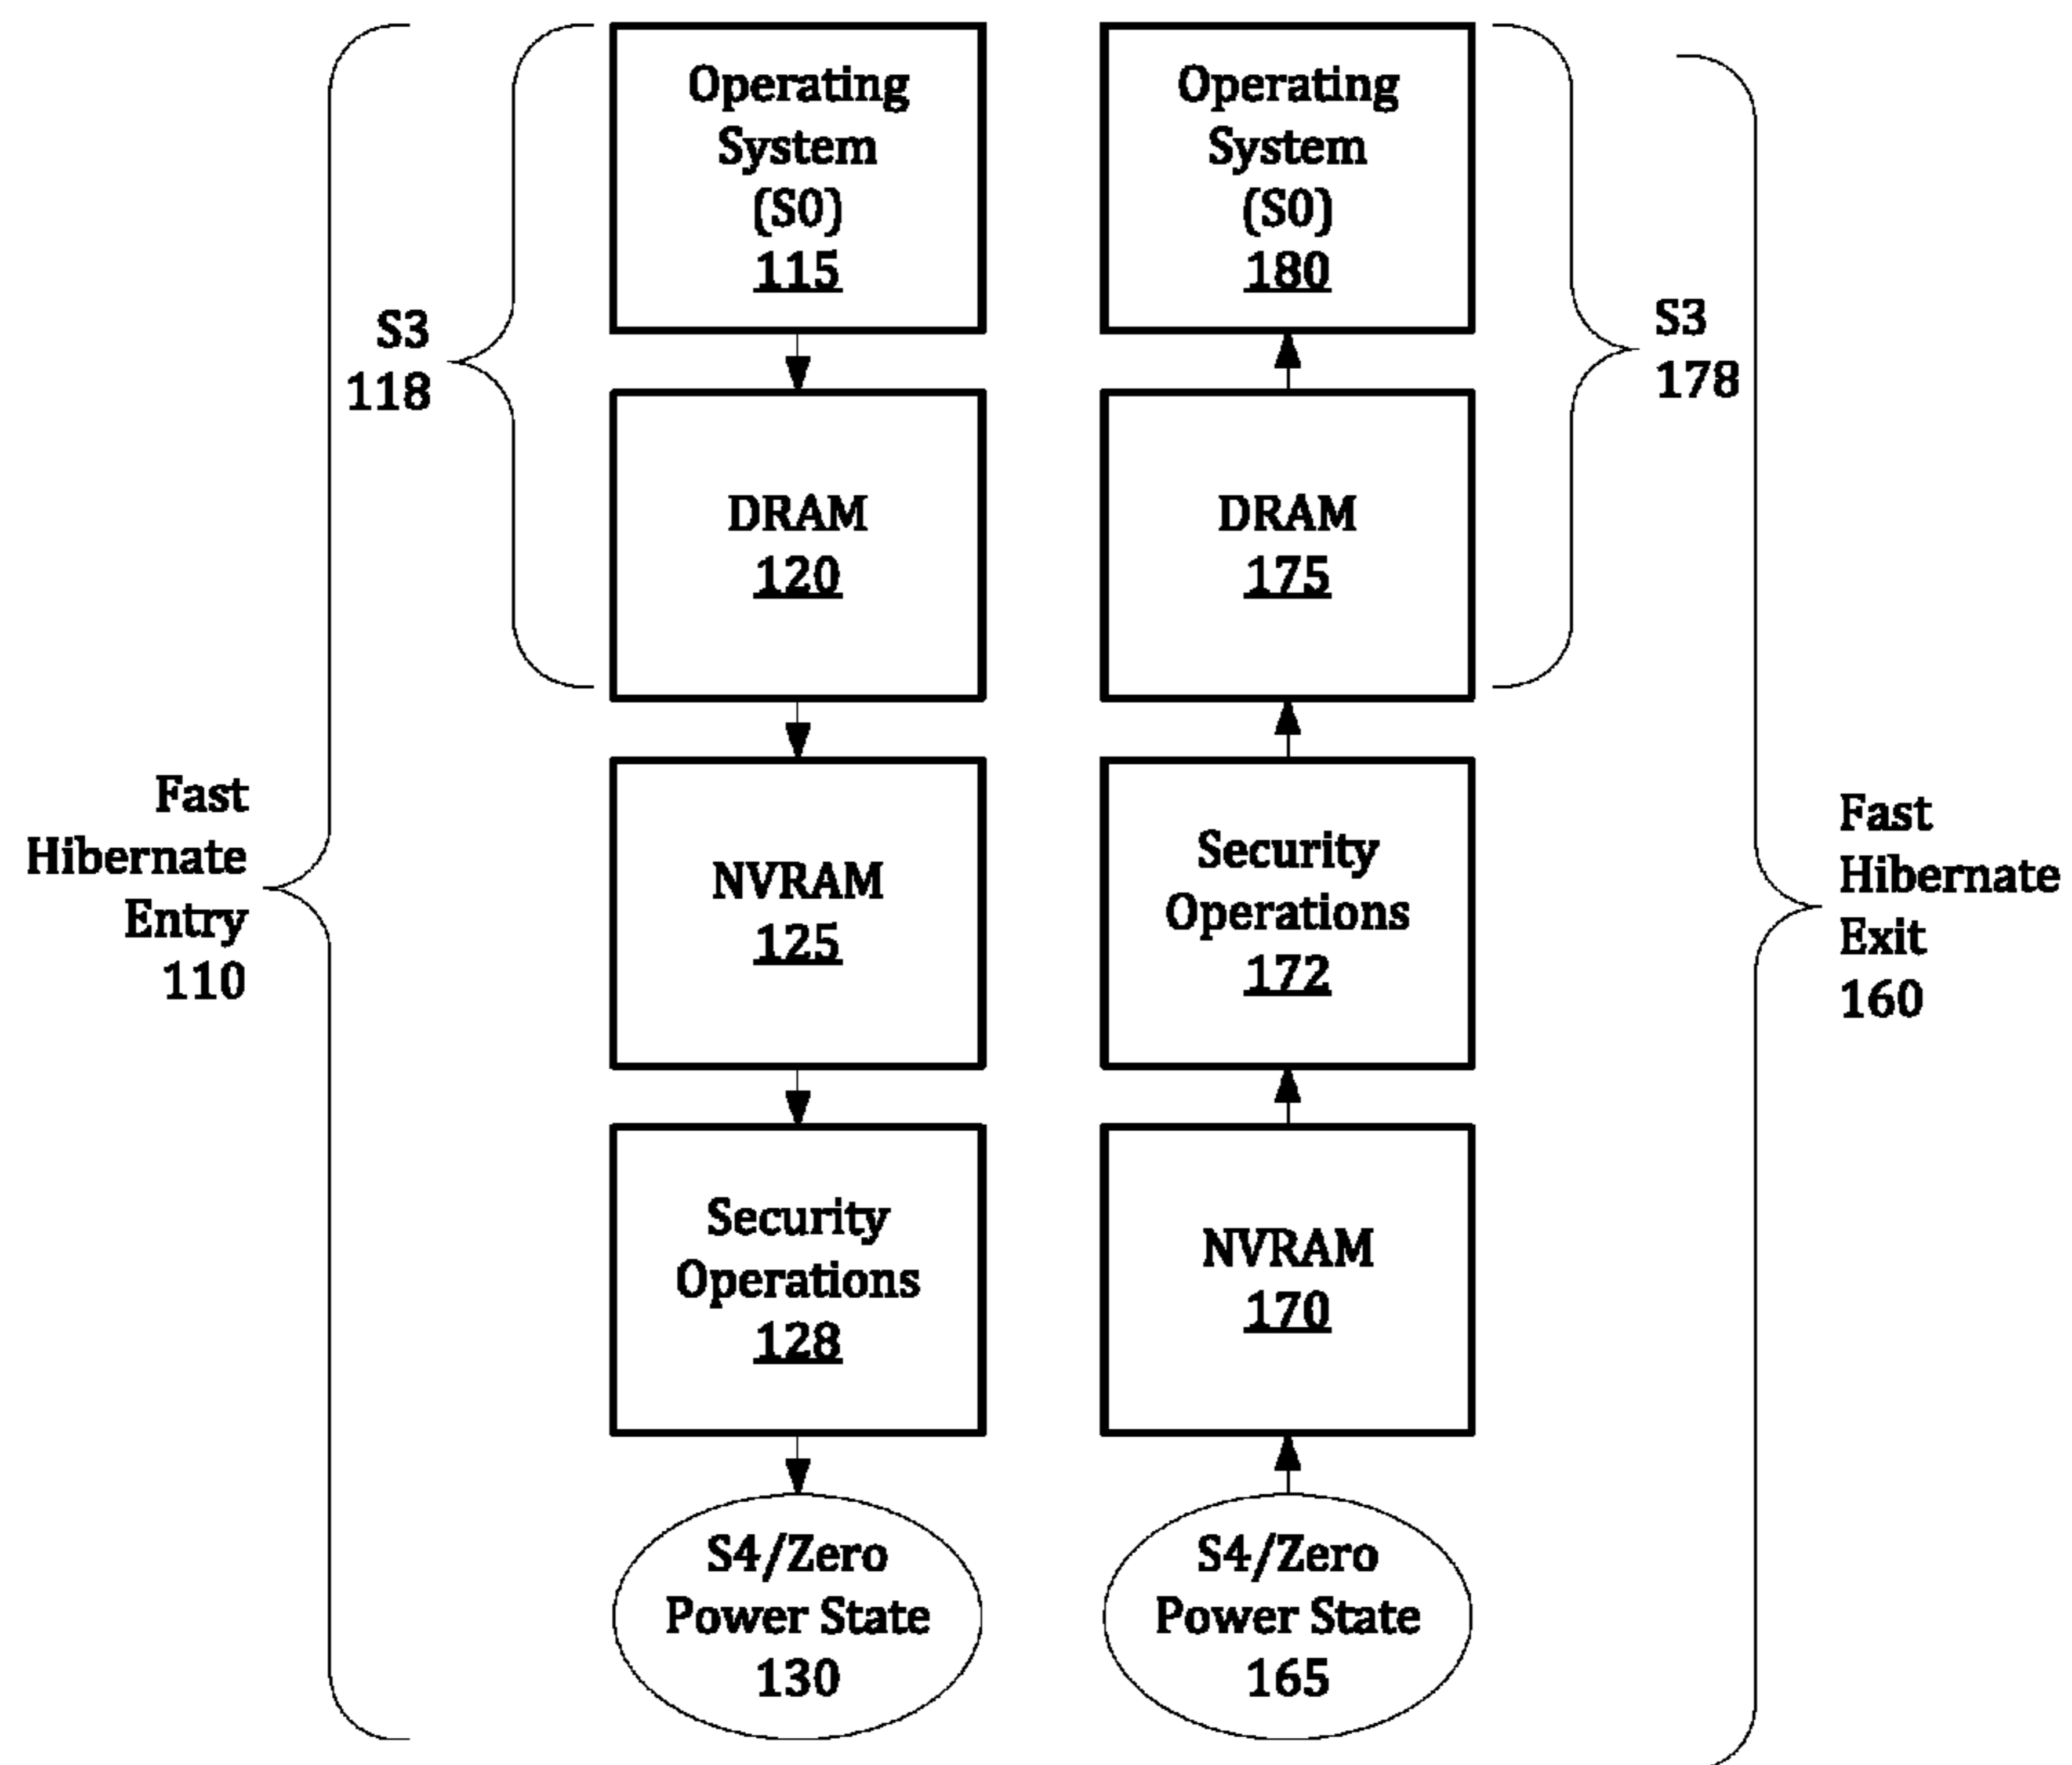 Operating
System
(S0)
115
Operating
System
(S0)
180
S3
118
S3
178
DRAM
120
DRAM
175
Fast
Hibernate
Entry
110
NVRAM
125
Security
Operations
172
Fast
Hibernate
Exit
160
Security
Operations
128
NVRAM
170
S4/Zero
Power State
130
S4/Zero
Power State
165